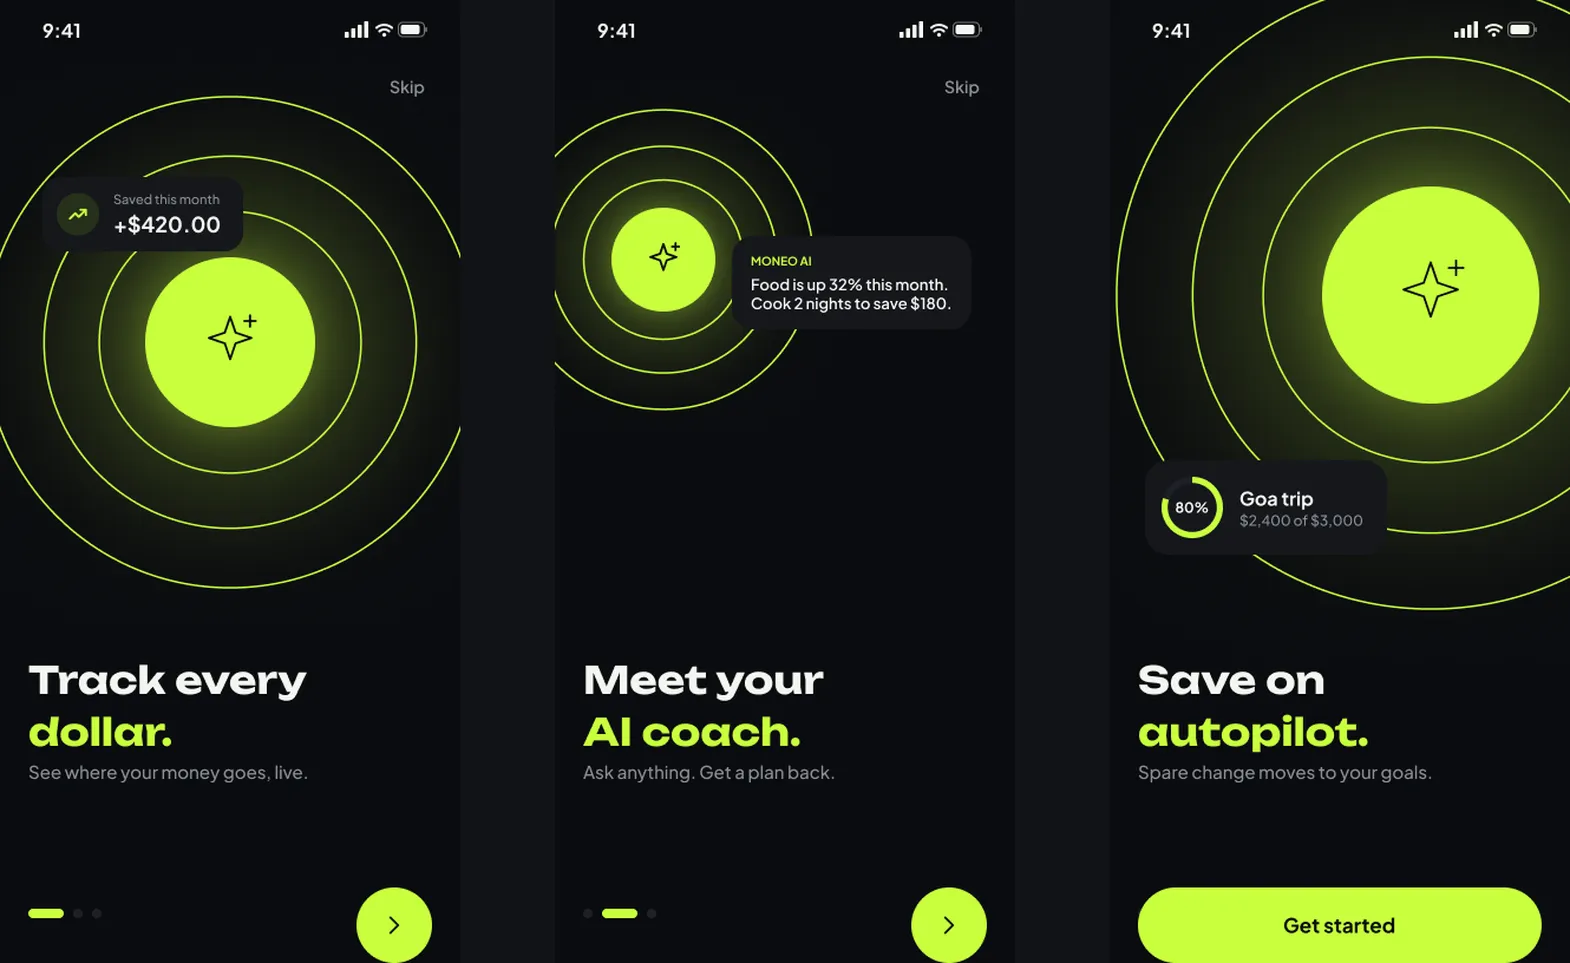 9:41
Skip
Saved this month
+$420.00
Track every
dollar.
See where your money goes, live.
9:41
Skip
MONEO AI
Food is up 32% this month.
Cook 2 nights to save $180.
Meet your
AI coach.
Ask anything. Get a plan back.
9:41
80%
Goa trip
$2,400 of $3,000
Save on
autopilot.
Spare change moves to your goals.
Get started